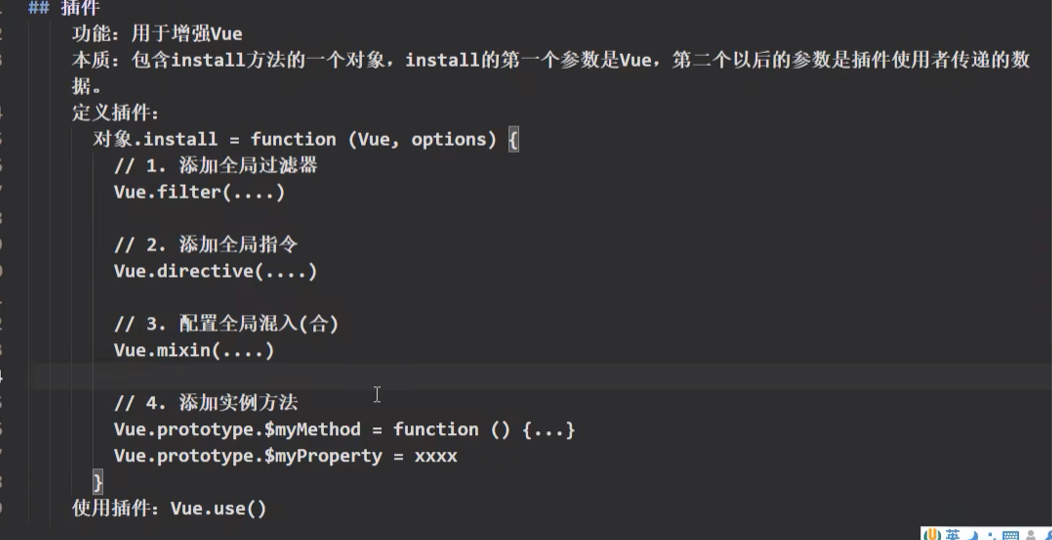 ## 插件
功能：用于增强Vue
本质：包含install方法的一个对象，install的第一个参数是Vue，第二个以后的参数是插件使用者传递的数
据。
定义插件：
对象.install = function (Vue, options) {
// 1. 添加全局过滤器
Vue.filter(....)
// 2. 添加全局指令
Vue.directive(....)
// 3. 配置全局混入(合)
Vue.mixin(....)
// 4. 添加实例方法
Vue.prototype.$myMethod = function () {...}
Vue.prototype.$myProperty = xxxx
}
使用插件：Vue.use()
英